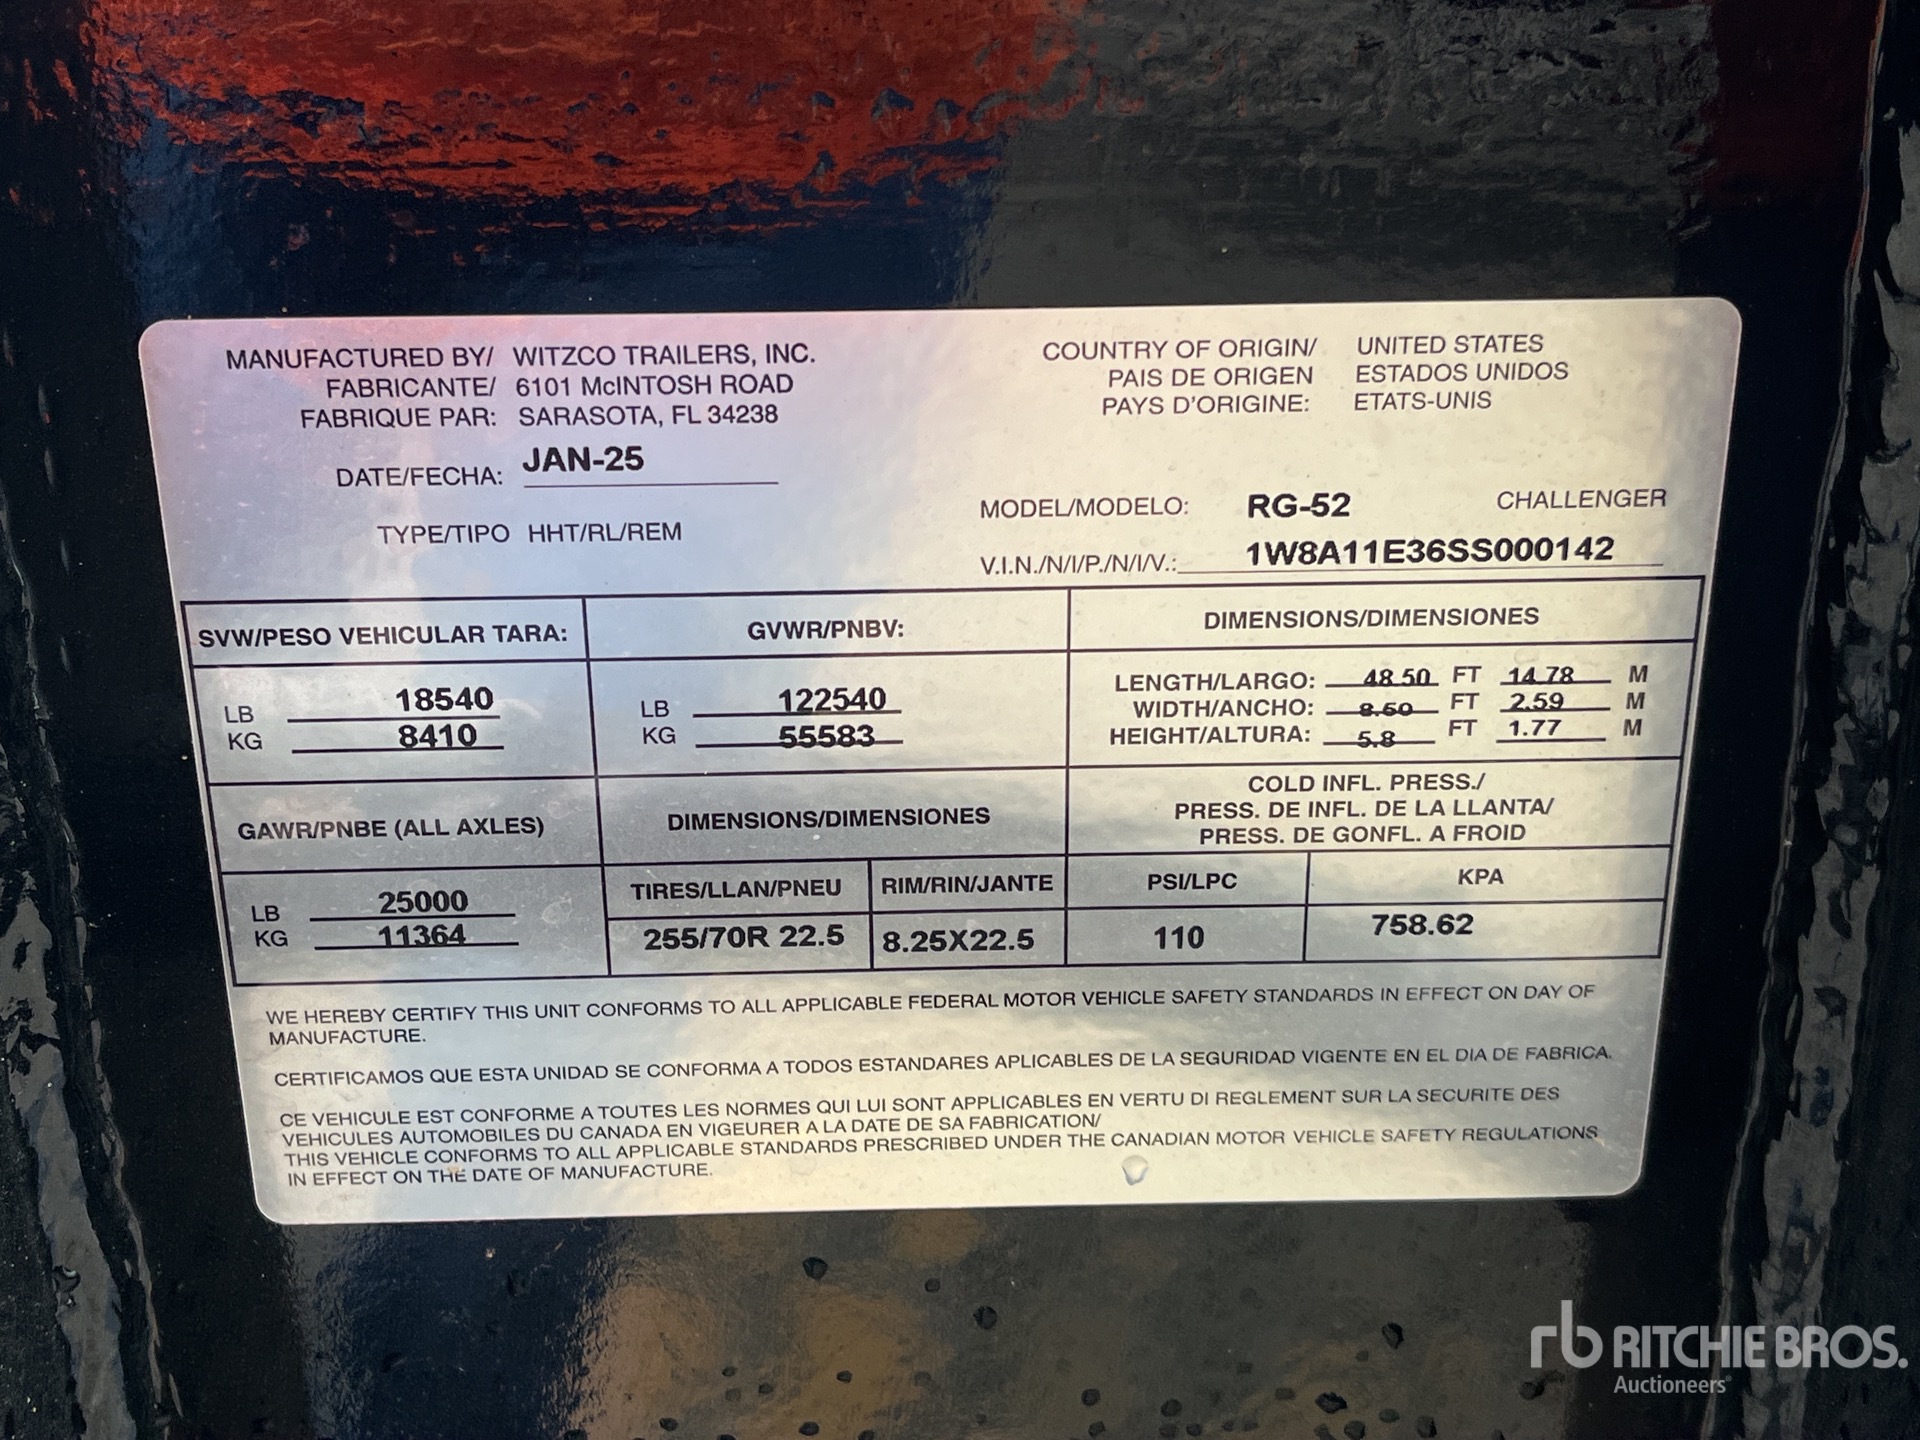 MANUFACTURED BY/ WITZCO TRAILERS, INC.
FABRICANTE/ 6101 McINTOSH ROAD
FABRIQUE PAR: SARASOTA, FL 34238
COUNTRY OF ORIGIN/ UNITED STATES
PAIS DE ORIGEN ESTADOS UNIDOS
PAYS D'ORIGINE: ETATS-UNIS
DATE/FECHA: JAN-25
TYPE/TIPO HHT/RL/REM
MODEL/MODELO: RG-52 CHALLENGER
V.I.N./N/I/P./N/I/V.: 1W8A11E36SS000142
SVW/PESO VEHICULAR TARA:
LB 18540
KG 8410
GVWR/PNBV:
LB 122540
KG 55583
DIMENSIONS/DIMENSIONES
LENGTH/LARGO: 48.50 FT 14.78 M
WIDTH/ANCHO: 8.50 FT 2.59 M
HEIGHT/ALTURA: 5.8 FT 1.77 M
GAWR/PNBE (ALL AXLES)
LB 25000
KG 11364
DIMENSIONS/DIMENSIONES
TIRES/LLAN/PNEU RIM/RIN/JANTE
255/70R 22.5 8.25X22.5
COLD INFL. PRESS./
PRESS. DE INFL. DE LA LLANTA/
PRESS. DE GONFL. A FROID
PSI/LPC KPA
110 758.62
WE HEREBY CERTIFY THIS UNIT CONFORMS TO ALL APPLICABLE FEDERAL MOTOR VEHICLE SAFETY STANDARDS IN EFFECT ON DAY OF
MANUFACTURE.
CERTIFICAMOS QUE ESTA UNIDAD SE CONFORMA A TODOS ESTANDARES APLICABLES DE LA SEGURIDAD VIGENTE EN EL DIA DE FABRICA.
CE VEHICULE EST CONFORME A TOUTES LES NORMES QUI LUI SONT APPLICABLES EN VERTU DI REGLEMENT SUR LA SECURITE DES
VEHICULES AUTOMOBILES DU CANADA EN VIGEURER A LA DATE DE SA FABRICATION/
THIS VEHICLE CONFORMS TO ALL APPLICABLE STANDARDS PRESCRIBED UNDER THE CANADIAN MOTOR VEHICLE SAFETY REGULATIONS
IN EFFECT ON THE DATE OF MANUFACTURE.
rb RITCHIE BROS.
Auctioneers